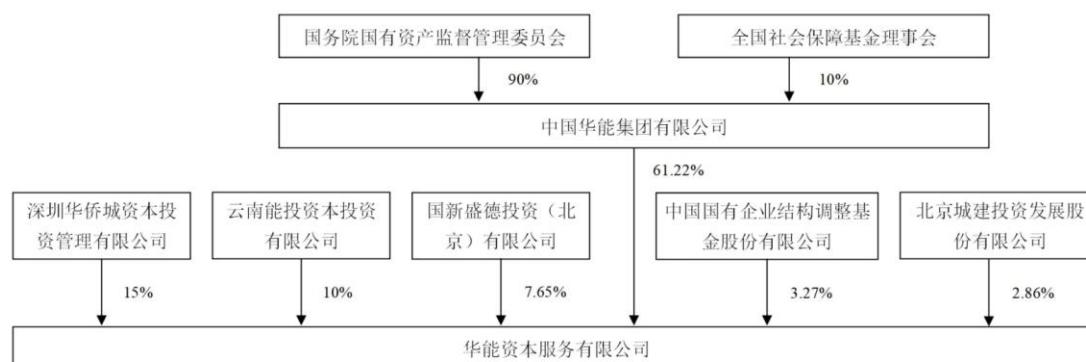 国务院国有资产监督管理委员会
全国社会保障基金理事会
90%
10%
中国华能集团有限公司
61.22%
深圳华侨城资本投
资管理有限公司
云南能投资本投资
有限公司
国新盛德投资（北
京）有限公司
中国国有企业结构调整基
金股份有限公司
北京城建投资发展股
份有限公司
15%
10%
7.65%
3.27%
2.86%
华能资本服务有限公司